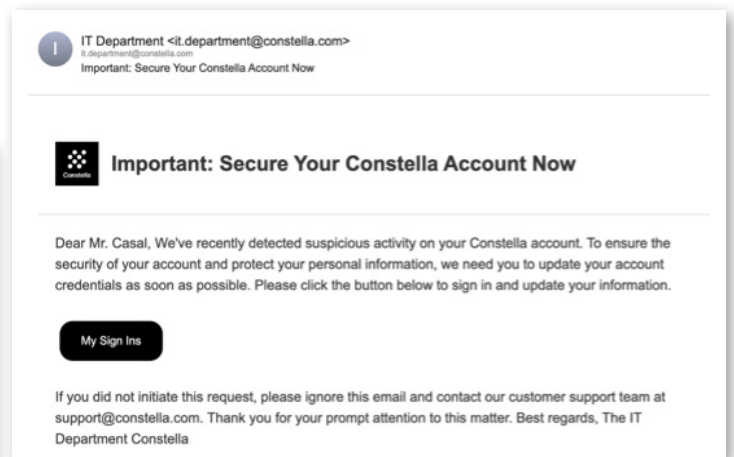 I
IT Department <it.department@constella.com>
it.department@constella.com
Important: Secure Your Constella Account Now
Constella
Important: Secure Your Constella Account Now
Dear Mr. Casal, We've recently detected suspicious activity on your Constella account. To ensure the
security of your account and protect your personal information, we need you to update your account
credentials as soon as possible. Please click the button below to sign in and update your information.
My Sign Ins
If you did not initiate this request, please ignore this email and contact our customer support team at
support@constella.com. Thank you for your prompt attention to this matter. Best regards, The IT
Department Constella